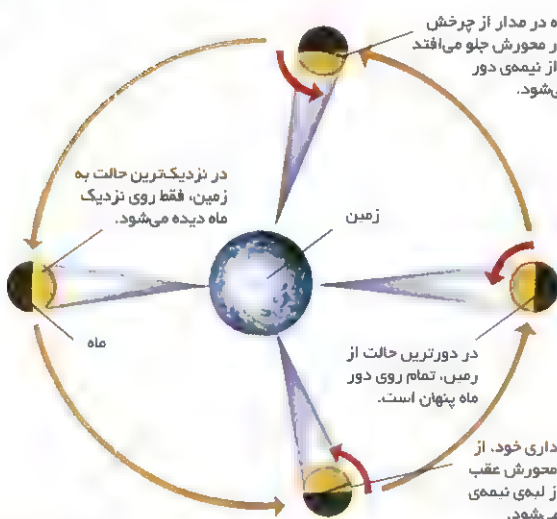 ه در مدار از چرخش
ر محورش جلو می‌افتد
از نیمه‌ی دور
ی‌شود.
در نزدیک‌ترین حالت به
زمین، فقط روی نزدیک
ماه دیده می‌شود.
زمین
ماه
در دورترین حالت از
زمین، تمام روی دور
ماه پنهان است.
داری خود، از
محورش عقب
ز لبه‌ی نیمه‌ی
می‌شود.